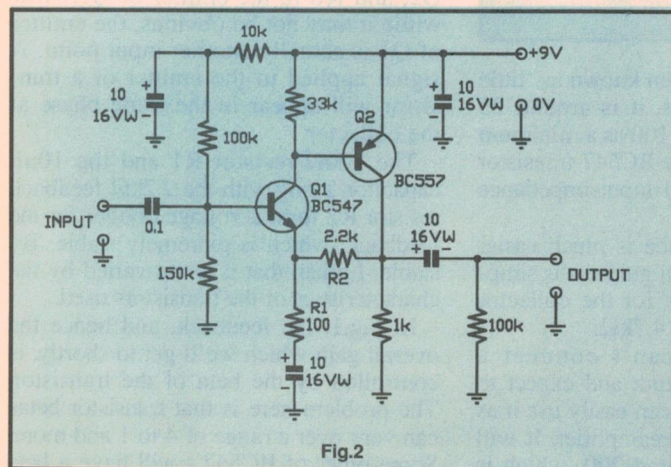 10k
+9V
10
16VW
33k
10
16VW
0V
Q2
100k
BC557
Q1
BC547
INPUT
0.1
2.2k
R2
10
16VW
150k
R1
100
10
16VW
1k
100k
OUTPUT
Fig.2